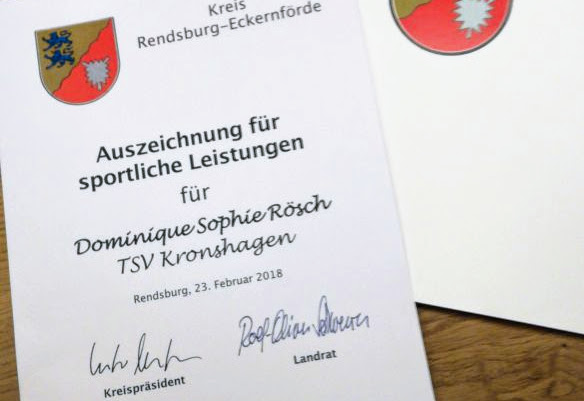 Kreis
Rendsburg-Eckernförde
Auszeichnung für
sportliche Leistungen
für
Dominique Sophie Rösch
TSV Kronshagen
Rendsburg, 23. Februar 2018
Kreispräsident
Landrat